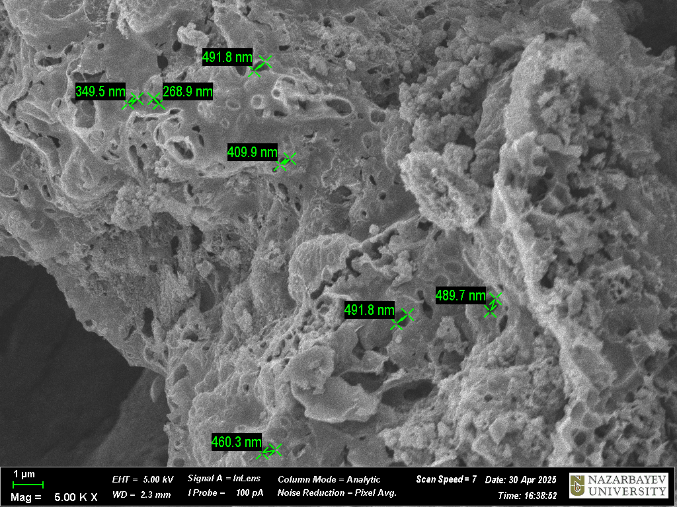 491.8 nm
349.5 nm
268.9 nm
409.9 nm
489.7 nm
491.8 nm
460.3 nm
1 µm
Mag = 5.00 K X
EHT = 5.00 kV
WD = 2.3 mm
Signal A = InLens
I Probe = 100 pA
Column Mode = Analytic
Noise Reduction = Pixel Avg.
Scan Speed = 7
Date: 30 Apr 2025
Time: 16:38:52
NAZARBAYEV
UNIVERSITY